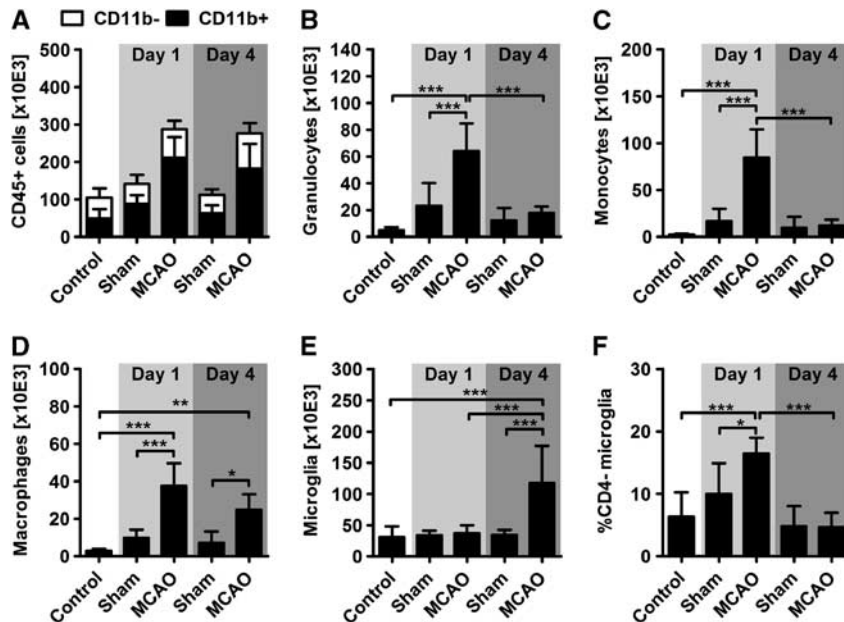 A CD11b- CD11b+
CD45+ cells [x10E3]
500
400
300
200
100
0
Day 1 Day 4
Control Sham MCAO Sham MCAO
B
Granulocytes [x10E3]
140
120
100
80
60
40
20
0
Day 1 Day 4
*** ***
***
Control Sham MCAO Sham MCAO
C
Monocytes [x10E3]
200
150
100
50
0
Day 1 Day 4
***
***
***
Control Sham MCAO Sham MCAO
D
Macrophages [x10E3]
100
80
60
40
20
0
Day 1 Day 4
**
***
***
*
Control Sham MCAO Sham MCAO
E
Microglia [x10E3]
300
250
200
150
100
50
0
Day 1 Day 4
***
***
***
Control Sham MCAO Sham MCAO
F
%CD4- microglia
30
20
10
0
Day 1 Day 4
*** ***
*
Control Sham MCAO Sham MCAO